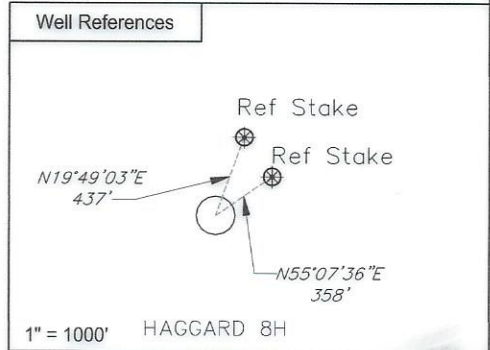 Well References
Ref Stake
Ref Stake
N19°49'03"E
437'
N55°07'36"E
358'
1" = 1000' HAGGARD 8H